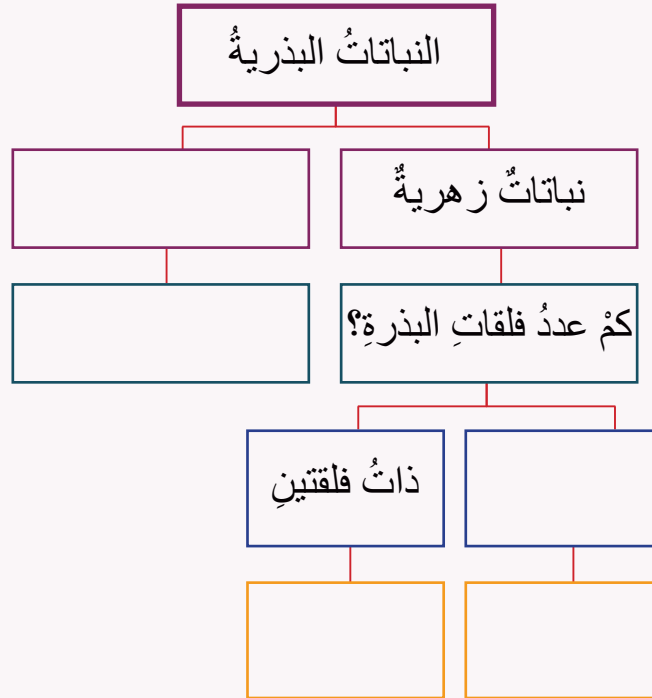 النباتاتُ البذريةُ
نباتاتٌ زهريةٌ
كمْ عددُ فلقاتِ البذرةِ؟
ذاتُ فلقتينِ